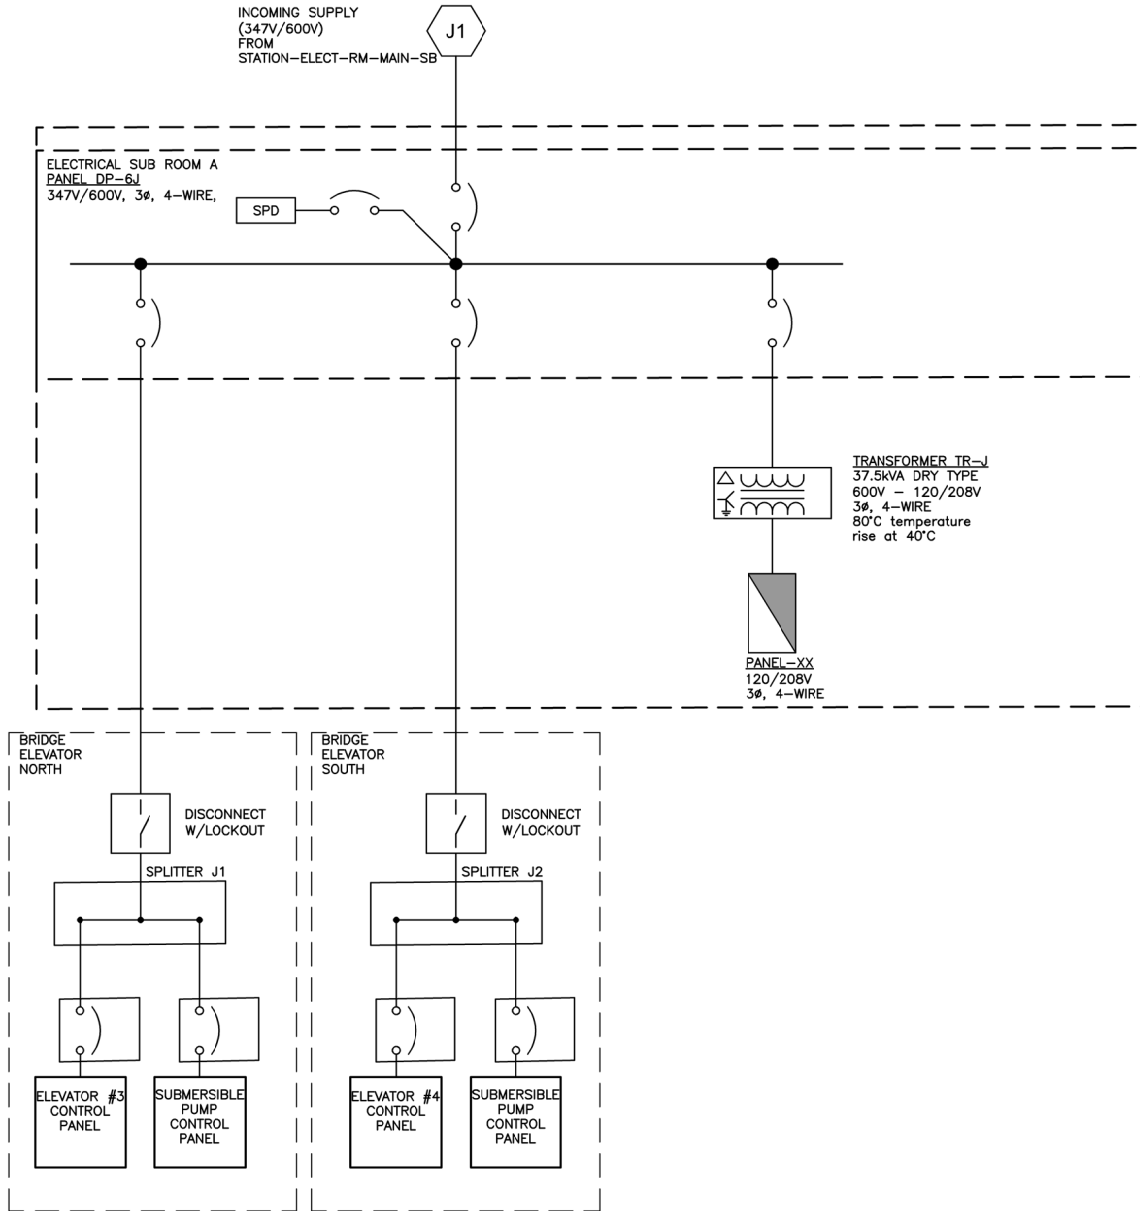 INCOMING SUPPLY
(347V/600V)
FROM
STATION-ELECT-RM-MAIN-SB
J1
ELECTRICAL SUB ROOM A
PANEL DP-6J
347V/600V, 3ø, 4-WIRE,
SPD
TRANSFORMER TR-J
37.5kVA DRY TYPE
600V - 120/208V
3ø, 4-WIRE
80°C temperature
rise at 40°C
PANEL-XX
120/208V
3ø, 4-WIRE
BRIDGE
ELEVATOR
NORTH
DISCONNECT
W/LOCKOUT
SPLITTER J1
ELEVATOR #3
CONTROL
PANEL
SUBMERSIBLE
PUMP
CONTROL
PANEL
BRIDGE
ELEVATOR
SOUTH
DISCONNECT
W/LOCKOUT
SPLITTER J2
ELEVATOR #4
CONTROL
PANEL
SUBMERSIBLE
PUMP
CONTROL
PANEL